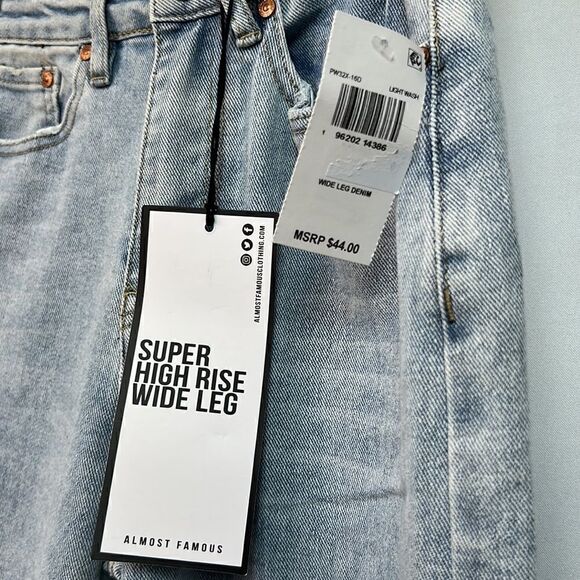 PW32X-16D
LIGHT WASH
1 96202 14386
WIDE LEG DENIM
MSRP $44.00
ALMOSTFAMOUSCLOTHING.COM
SUPER
HIGH RISE
WIDE LEG
ALMOST FAMOUS